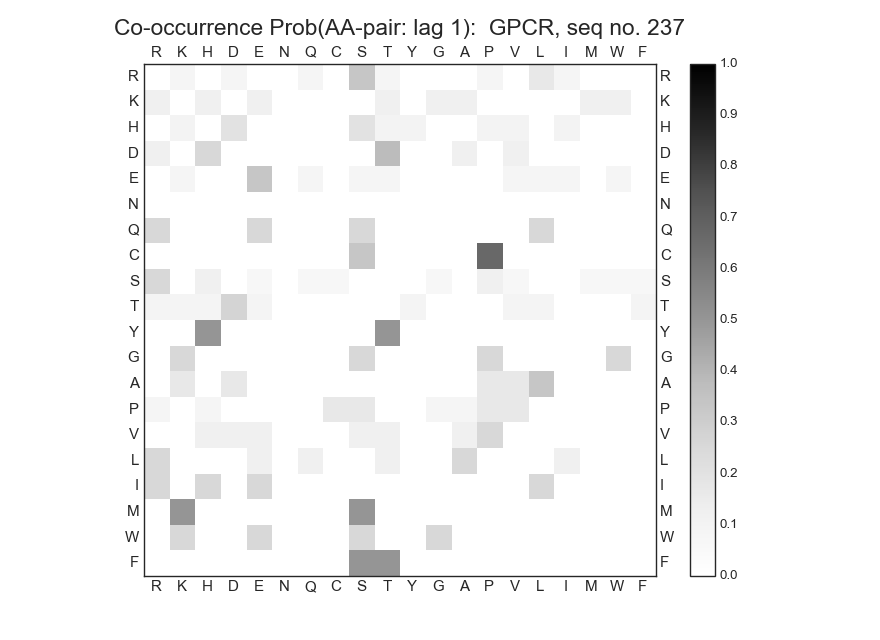 Co-occurrence Prob(AA-pair: lag 1):  GPCR, seq no. 237
R K H D E N Q C S T Y G A P V L I M W F
R R 1.0
K K 0.9
H H
D D 0.8
E E
N N 0.7
Q Q
C C 0.6
S S
T T 0.5
Y Y
G G 0.4
A A
P P 0.3
V V
L L 0.2
I I
M M 0.1
W W
F F 0.0
R K H D E N Q C S T Y G A P V L I M W F